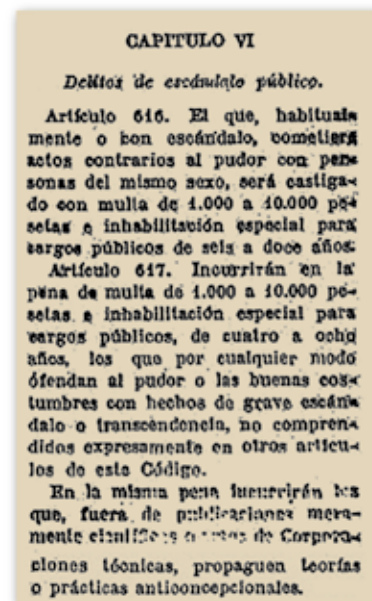 CAPITULO VI
Delitos de escándalo público.
Artículo 616. El que, habitual-
mente o con escándalo, cometiera
actos contrarios al pudor con per-
sonas del mismo sexo, será castiga-
do con multa de 1.000 a 10.000 pe-
setas e inhabilitación especial para
cargos públicos de seis a doce años.
Artículo 617. Incurrirán en la
pena de multa de 1.000 a 10.000 pe-
setas e inhabilitación especial para
cargos públicos, de cuatro a ocho
años, los que por cualquier modo
ofendan al pudor o las buenas cos-
tumbres con hechos de grave escán-
dalo o transcendencia, no compren-
didos expresamente en otros artícu-
los de este Código.
En la misma pena incurrirán los
que, fuera de publicaciones mera-
mente científicas o de Corpora-
ciones técnicas, propaguen teorías
o prácticas anticoncepcionales.